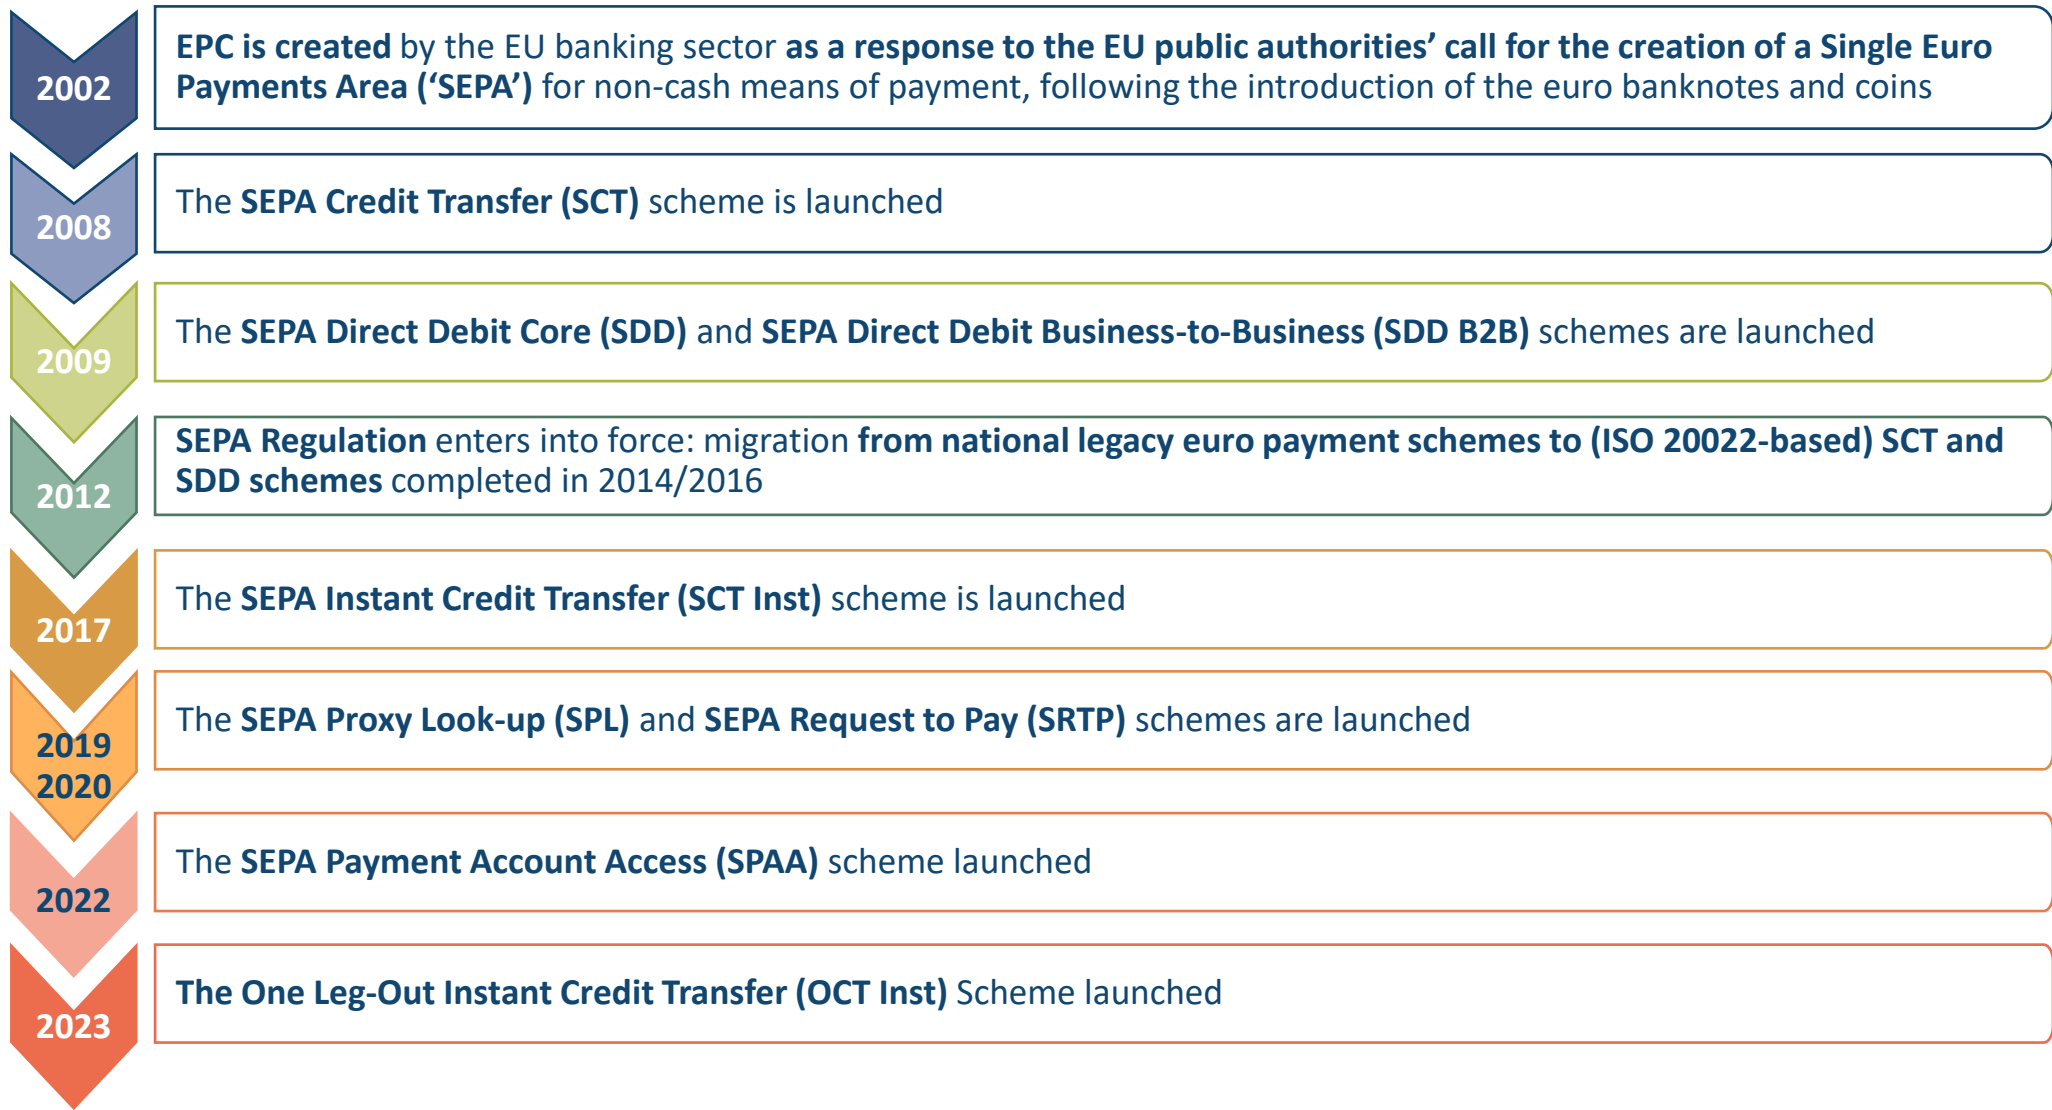 2002
EPC is created by the EU banking sector as a response to the EU public authorities’ call for the creation of a Single Euro
Payments Area (‘SEPA’) for non-cash means of payment, following the introduction of the euro banknotes and coins
2008
The SEPA Credit Transfer (SCT) scheme is launched
2009
The SEPA Direct Debit Core (SDD) and SEPA Direct Debit Business-to-Business (SDD B2B) schemes are launched
2012
SEPA Regulation enters into force: migration from national legacy euro payment schemes to (ISO 20022-based) SCT and
SDD schemes completed in 2014/2016
2017
The SEPA Instant Credit Transfer (SCT Inst) scheme is launched
2019
2020
The SEPA Proxy Look-up (SPL) and SEPA Request to Pay (SRTP) schemes are launched
2022
The SEPA Payment Account Access (SPAA) scheme launched
2023
The One Leg-Out Instant Credit Transfer (OCT Inst) Scheme launched